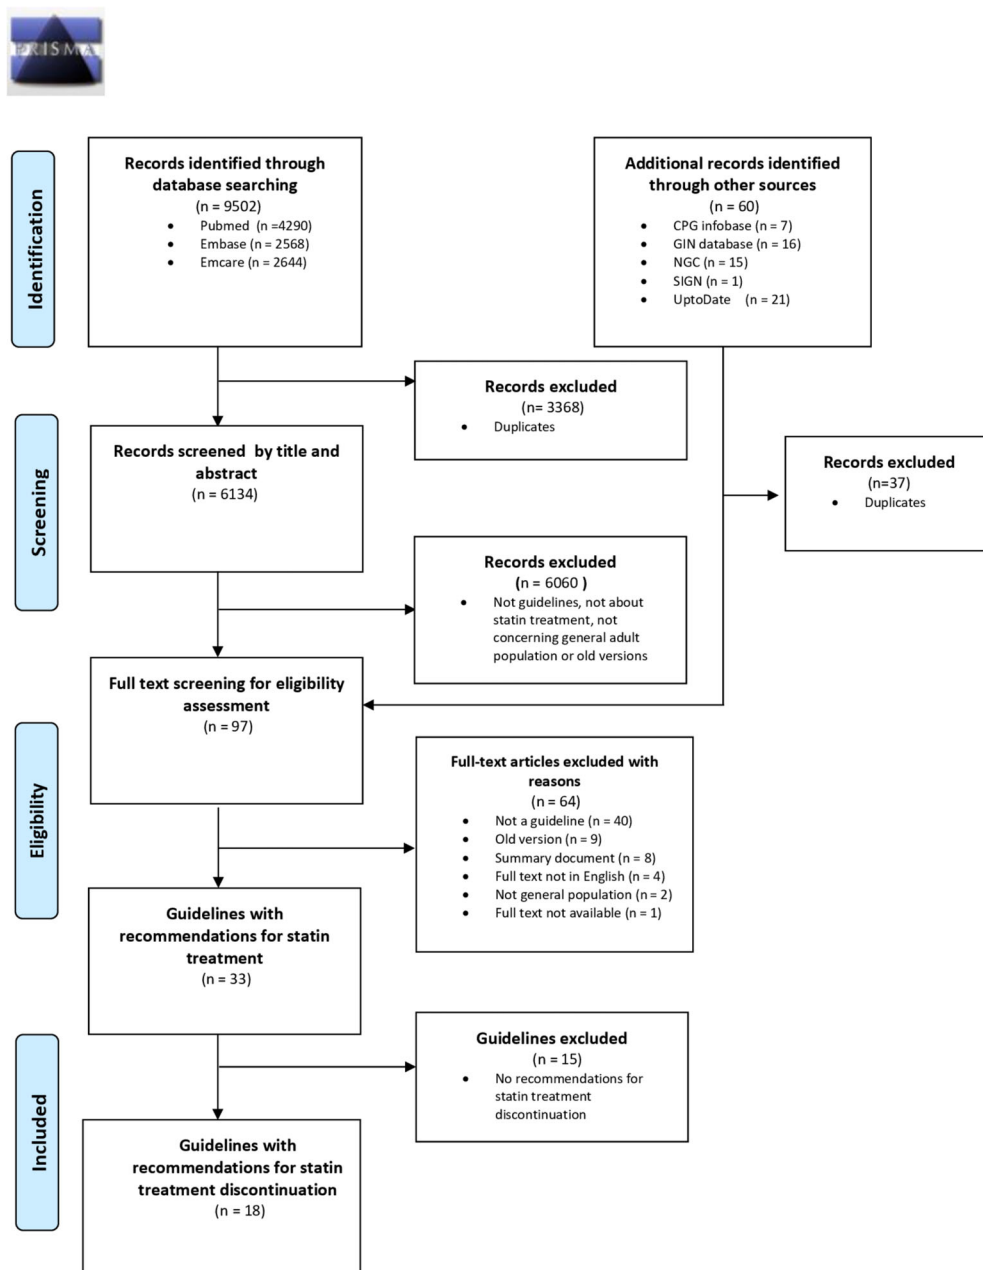 PRISMA
Identification
Records identified through
database searching
(n = 9502)
• Pubmed (n =4290)
• Embase (n = 2568)
• Emcare (n = 2644)
Additional records identified
through other sources
(n = 60)
• CPG infobase (n = 7)
• GIN database (n = 16)
• NGC (n = 15)
• SIGN (n = 1)
• UptoDate (n = 21)
Records excluded
(n= 3368)
• Duplicates
Screening
Records screened by title and
abstract
(n = 6134)
Records excluded
(n=37)
• Duplicates
Records excluded
(n = 6060 )
• Not guidelines, not about
statin treatment, not
concerning general adult
population or old versions
Full text screening for eligibility
assessment
(n = 97)
Eligibility
Full-text articles excluded with
reasons
(n = 64)
• Not a guideline (n = 40)
• Old version (n = 9)
• Summary document (n = 8)
• Full text not in English (n = 4)
• Not general population (n = 2)
• Full text not available (n = 1)
Guidelines with
recommendations for statin
treatment
(n = 33)
Included
Guidelines excluded
(n = 15)
• No recommendations for
statin treatment
discontinuation
Guidelines with
recommendations for statin
treatment discontinuation
(n = 18)